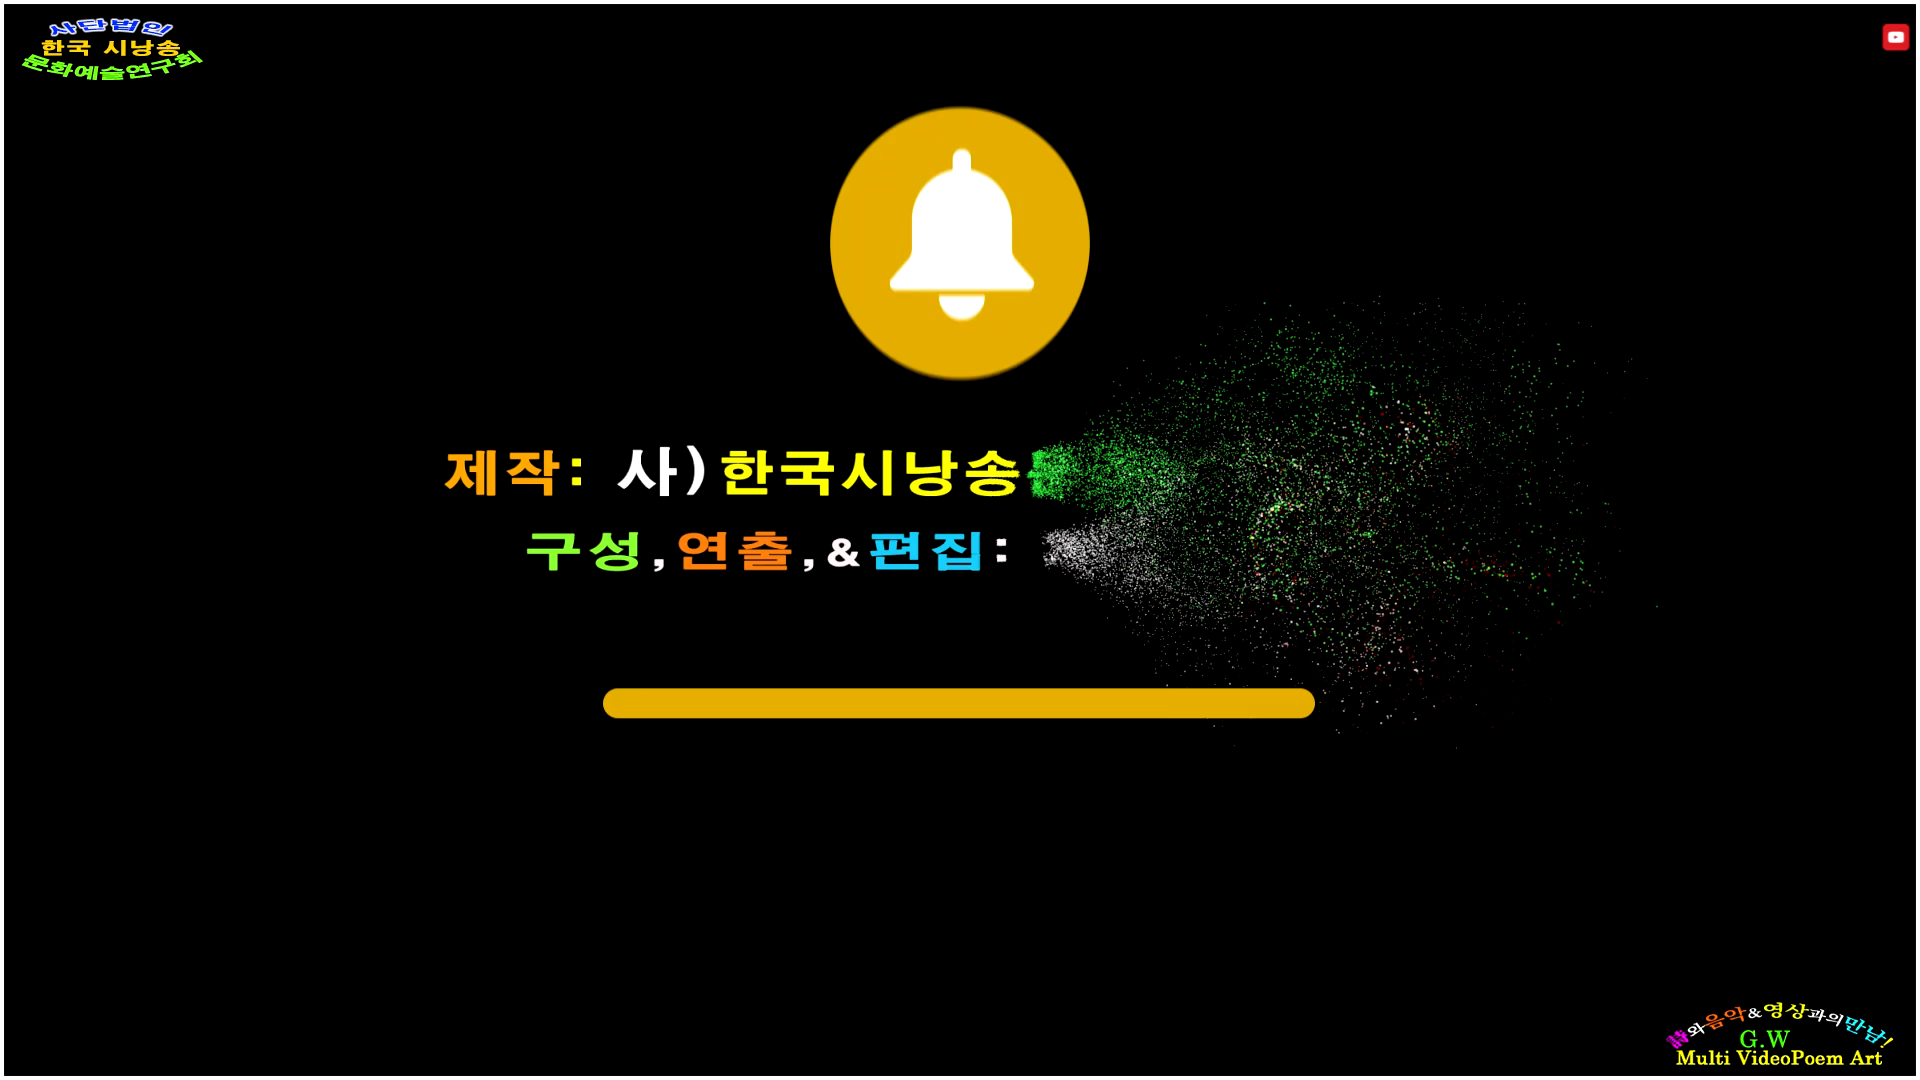 사단법인
한국 시낭송
문화예술연구회
제작: 사)한국시낭송
구성,연출,&편집:
詩와음악&영상과의만남!
G.W
Multi VideoPoem Art